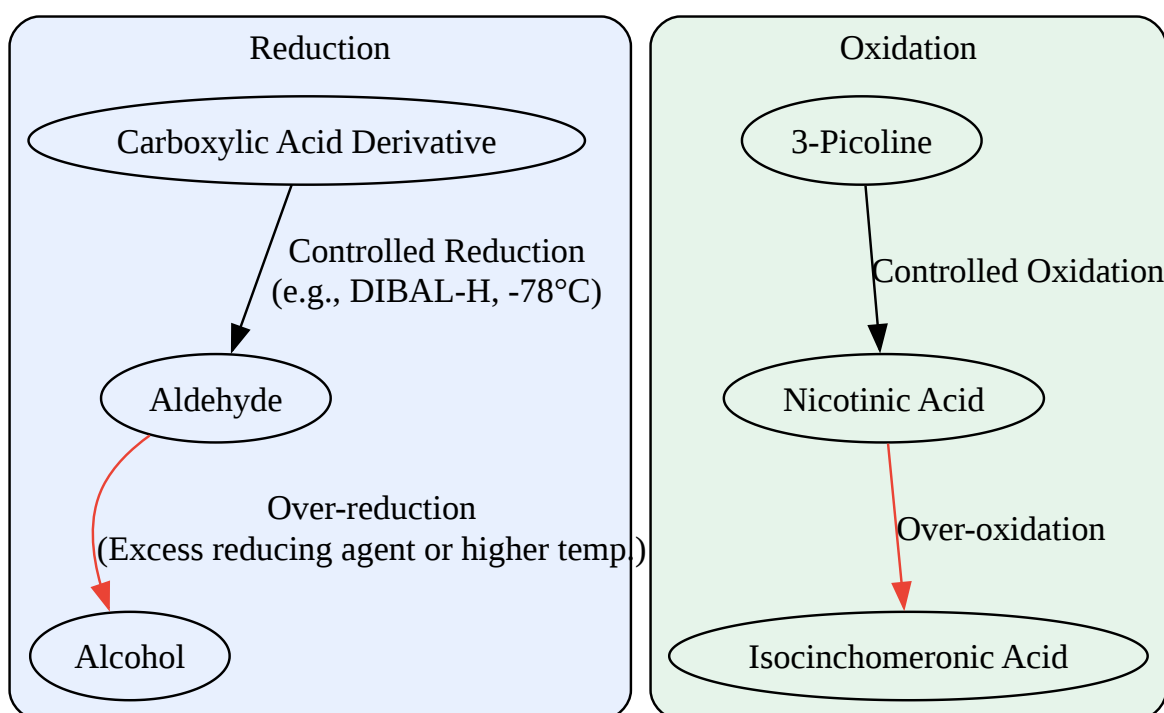 Reduction
Carboxylic Acid Derivative
Controlled Reduction
(e.g., DIBAL-H, -78°C)
Aldehyde
Over-reduction
(Excess reducing agent or higher temp.)
Alcohol
Oxidation
3-Picoline
Controlled Oxidation
Nicotinic Acid
Over-oxidation
Isocinchomeronic Acid